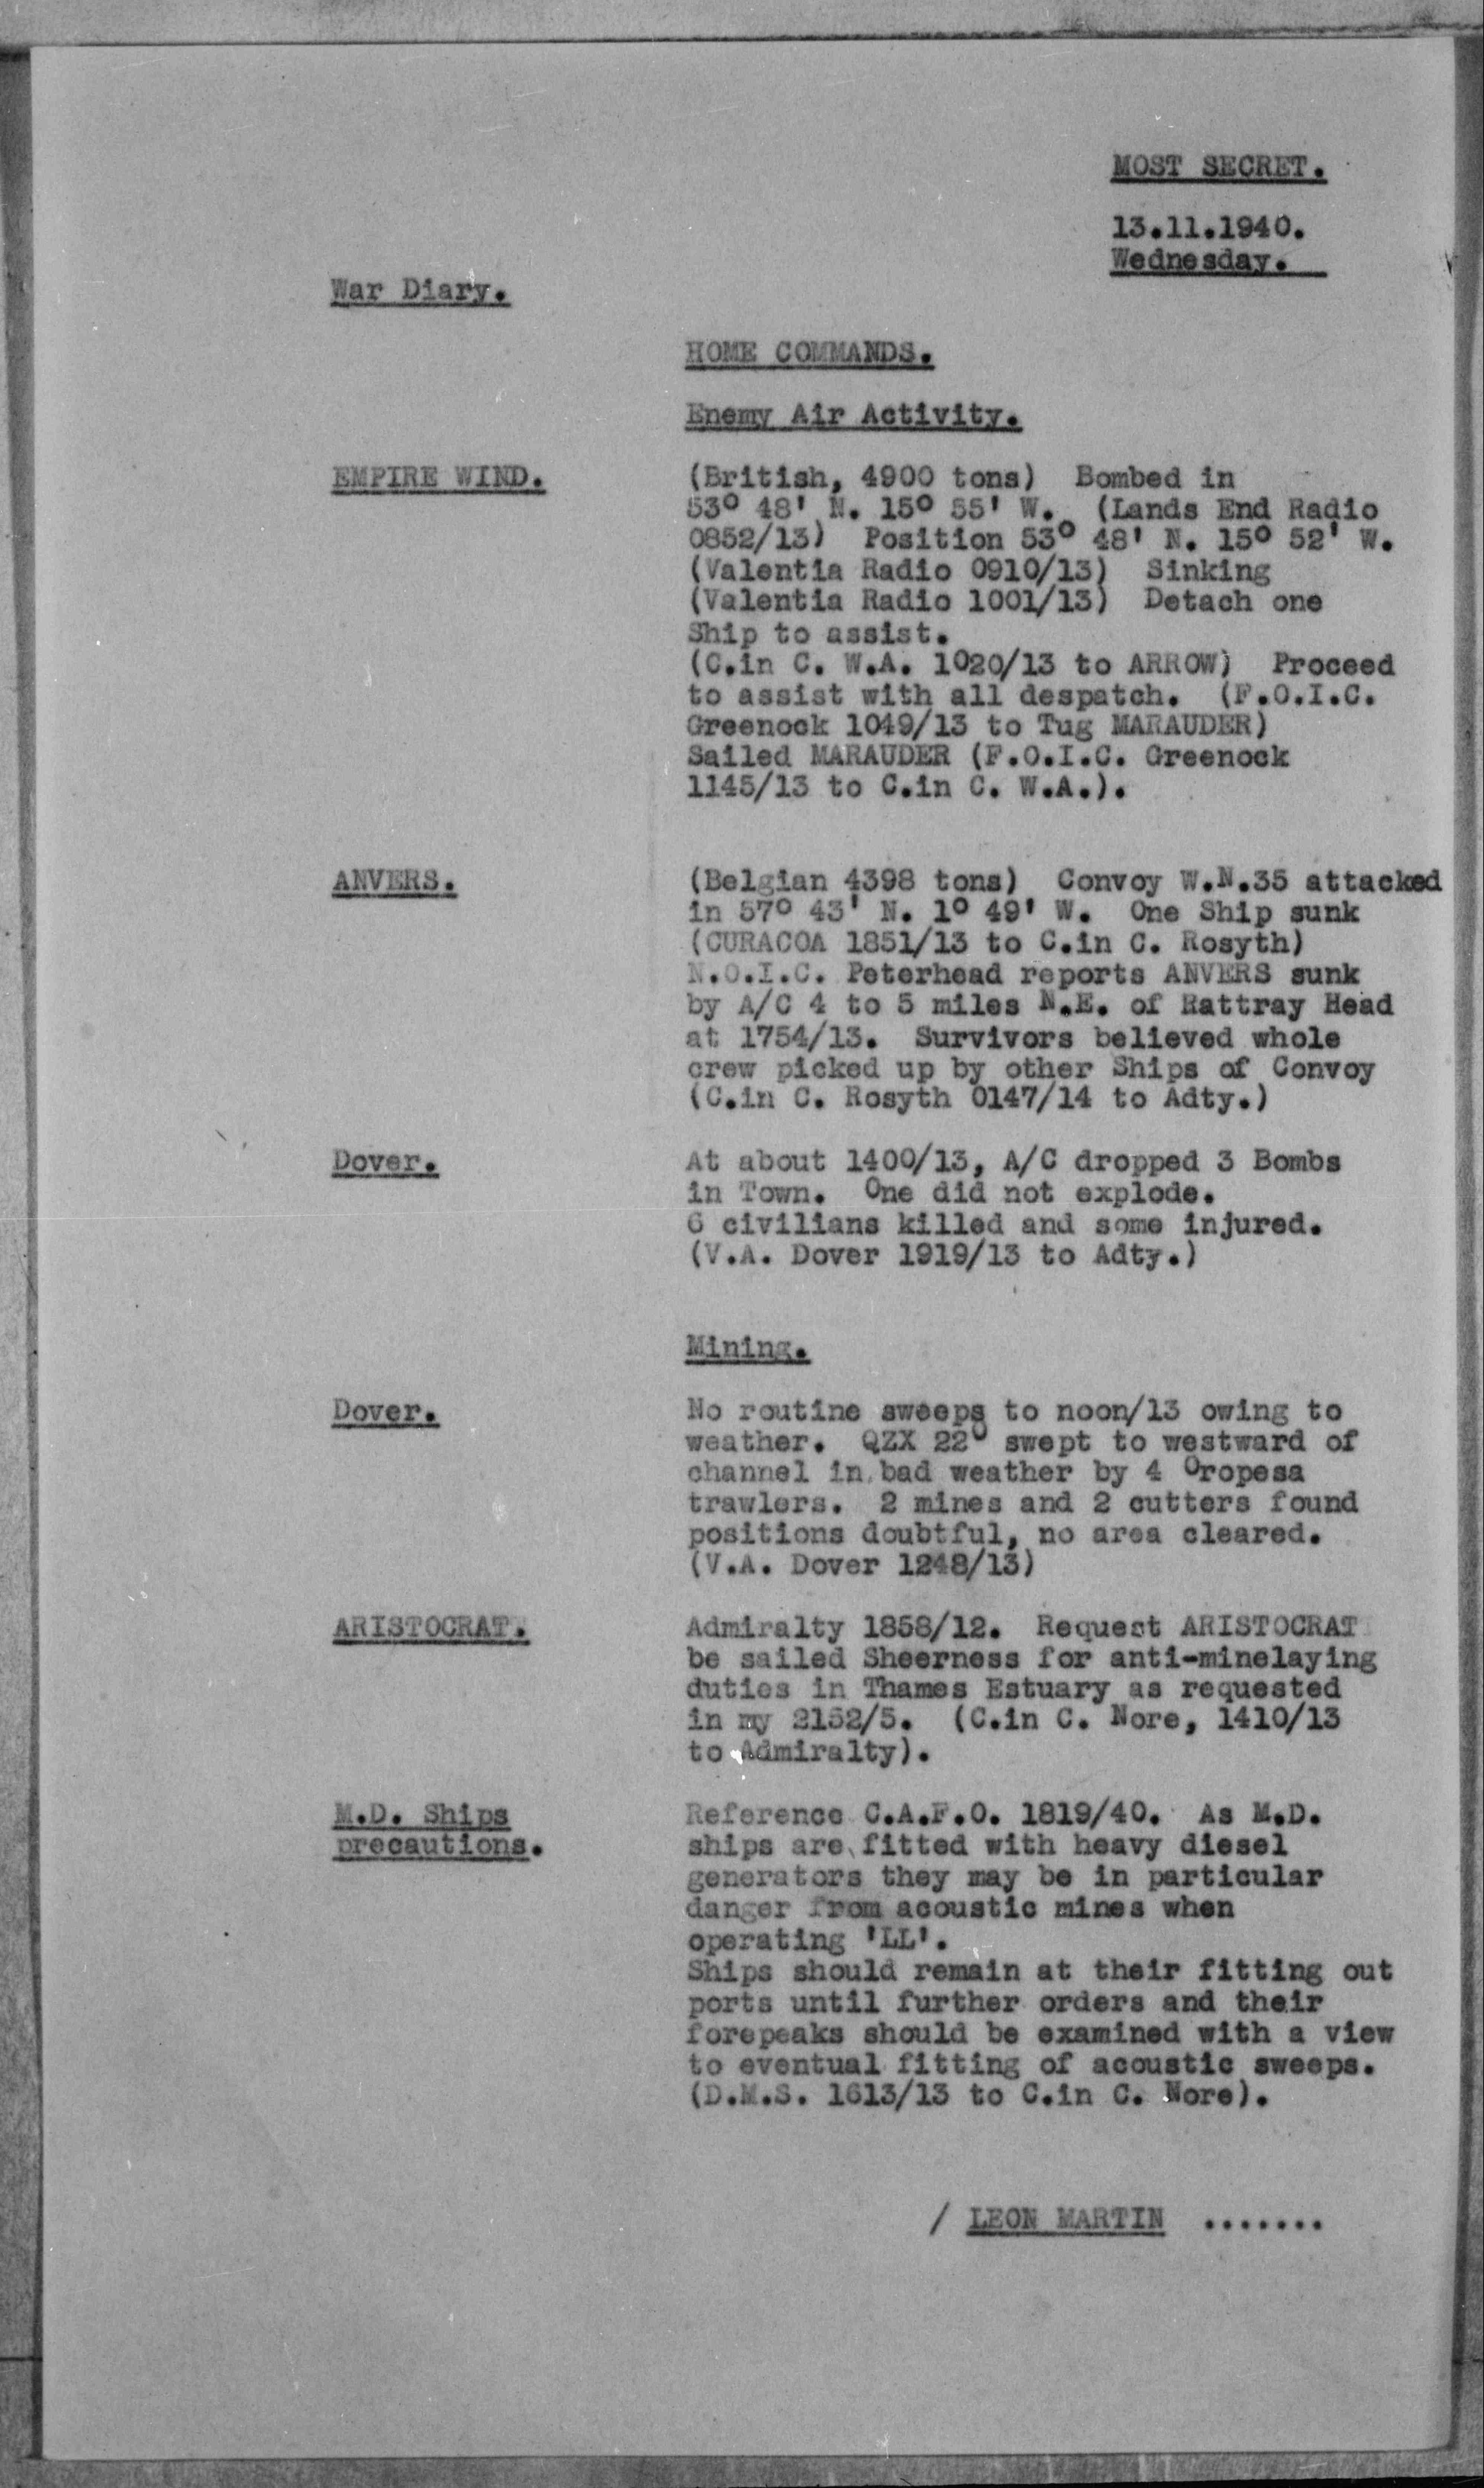 MOST SECRET.
13.11.1940.
Wednesday.
War Diary.
HOME COMMANDS.
Enemy Air Activity.
EMPIRE WIND.
(British, 4900 tons) Bombed in
53° 48' N. 15° 55' W. (Lands End Radio
0852/13) Position 53° 48' N. 15° 52' W.
(Valentia Radio 0910/13) Sinking
(Valentia Radio 1001/13) Detach one
Ship to assist.
(C.in C. W.A. 1020/13 to ARROW) Proceed
to assist with all despatch. (F.O.I.C.
Greenock 1049/13 to Tug MARAUDER)
Sailed MARAUDER (F.O.I.C. Greenock
1145/13 to C.in C. W.A.).
ANVERS.
(Belgian 4398 tons) Convoy W.N.35 attacked
in 57° 43' N. 1° 49' W. One Ship sunk
(CURACOA 1851/13 to C.in C. Rosyth)
N.O.I.C. Peterhead reports ANVERS sunk
by A/C 4 to 5 miles N.E. of Rattray Head
at 1754/13. Survivors believed whole
crew picked up by other Ships of Convoy
(C.in C. Rosyth 0147/14 to Adty.)
Dover.
At about 1400/13, A/C dropped 3 Bombs
in Town. One did not explode.
6 civilians killed and some injured.
(V.A. Dover 1919/13 to Adty.)
Mining.
Dover.
No routine sweeps to noon/13 owing to
weather. QZX 22° swept to westward of
channel in bad weather by 4 Oropesa
trawlers. 2 mines and 2 cutters found
positions doubtful, no area cleared.
(V.A. Dover 1248/13)
ARISTOCRAT.
Admiralty 1858/12. Request ARISTOCRAT
be sailed Sheerness for anti-minelaying
duties in Thames Estuary as requested
in my 2152/5. (C.in C. Nore, 1410/13
to Admiralty).
M.D. Ships
precautions.
Reference C.A.F.O. 1819/40. As M.D.
ships are fitted with heavy diesel
generators they may be in particular
danger from acoustic mines when
operating 'LL'.
Ships should remain at their fitting out
ports until further orders and their
forepeaks should be examined with a view
to eventual fitting of acoustic sweeps.
(D.M.S. 1613/13 to C.in C. Nore).
/ LEON MARTIN .......